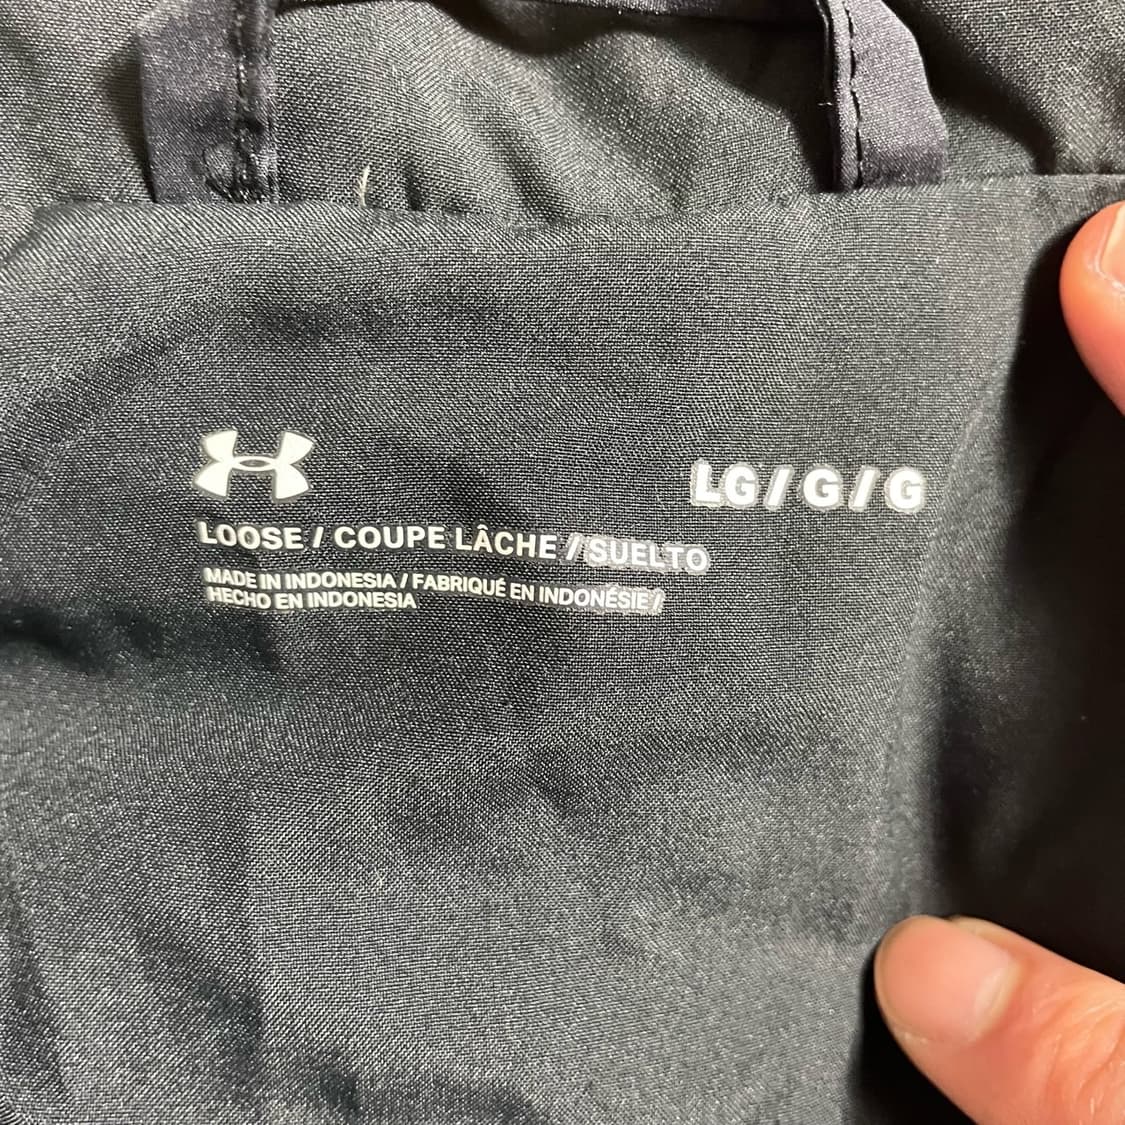 LG / G / G
LOOSE / COUPE LÂCHE / SUELTO
MADE IN INDONESIA / FABRIQUÉ EN INDONÉSIE /
HECHO EN INDONESIA